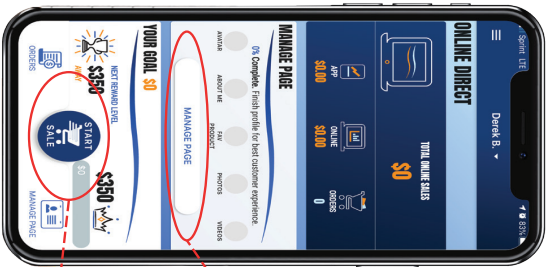 Sprint LTE
83%
Derek B.
ONLINE DIRECT
TOTAL ONLINE SALES
$0
APP
$0.00
ONLINE
$0.00
ORDERS
0
MANAGE PAGE
0% Complete. Finish profile for best customer experience.
AVATAR
ABOUT ME
FAV PRODUCT
PHOTOS
VIDEOS
MANAGE PAGE
YOUR GOAL $0
NEXT REWARD LEVEL
$350
AWAY
$350
$0
ORDERS
START
SALE
MANAGE PAGE